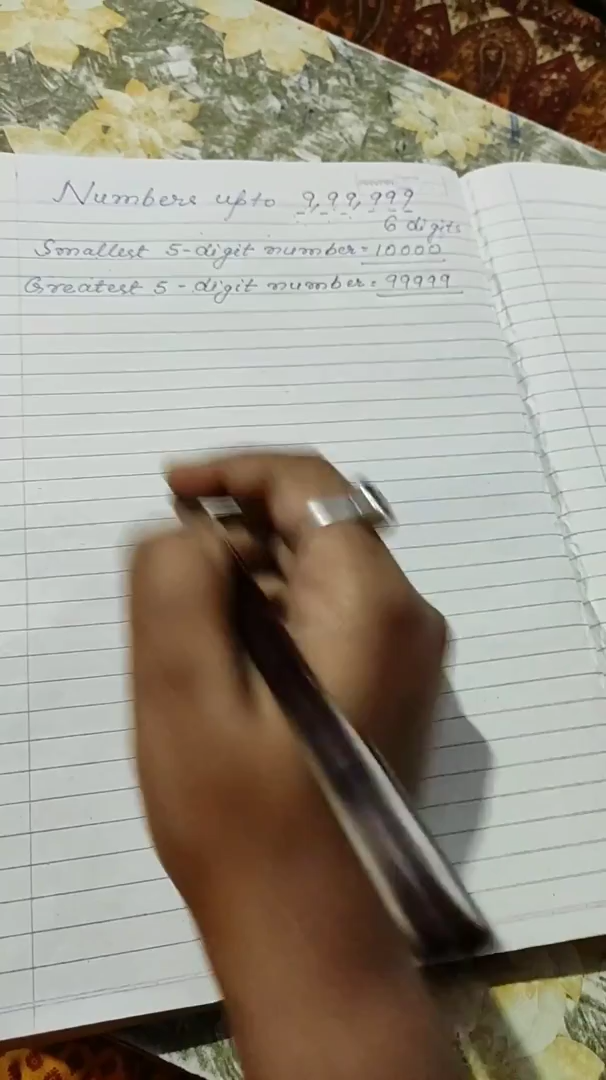 Numbers upto 9,99,999
6 digits
Smallest 5-digit number = 10000
Greatest 5-digit number = 99999